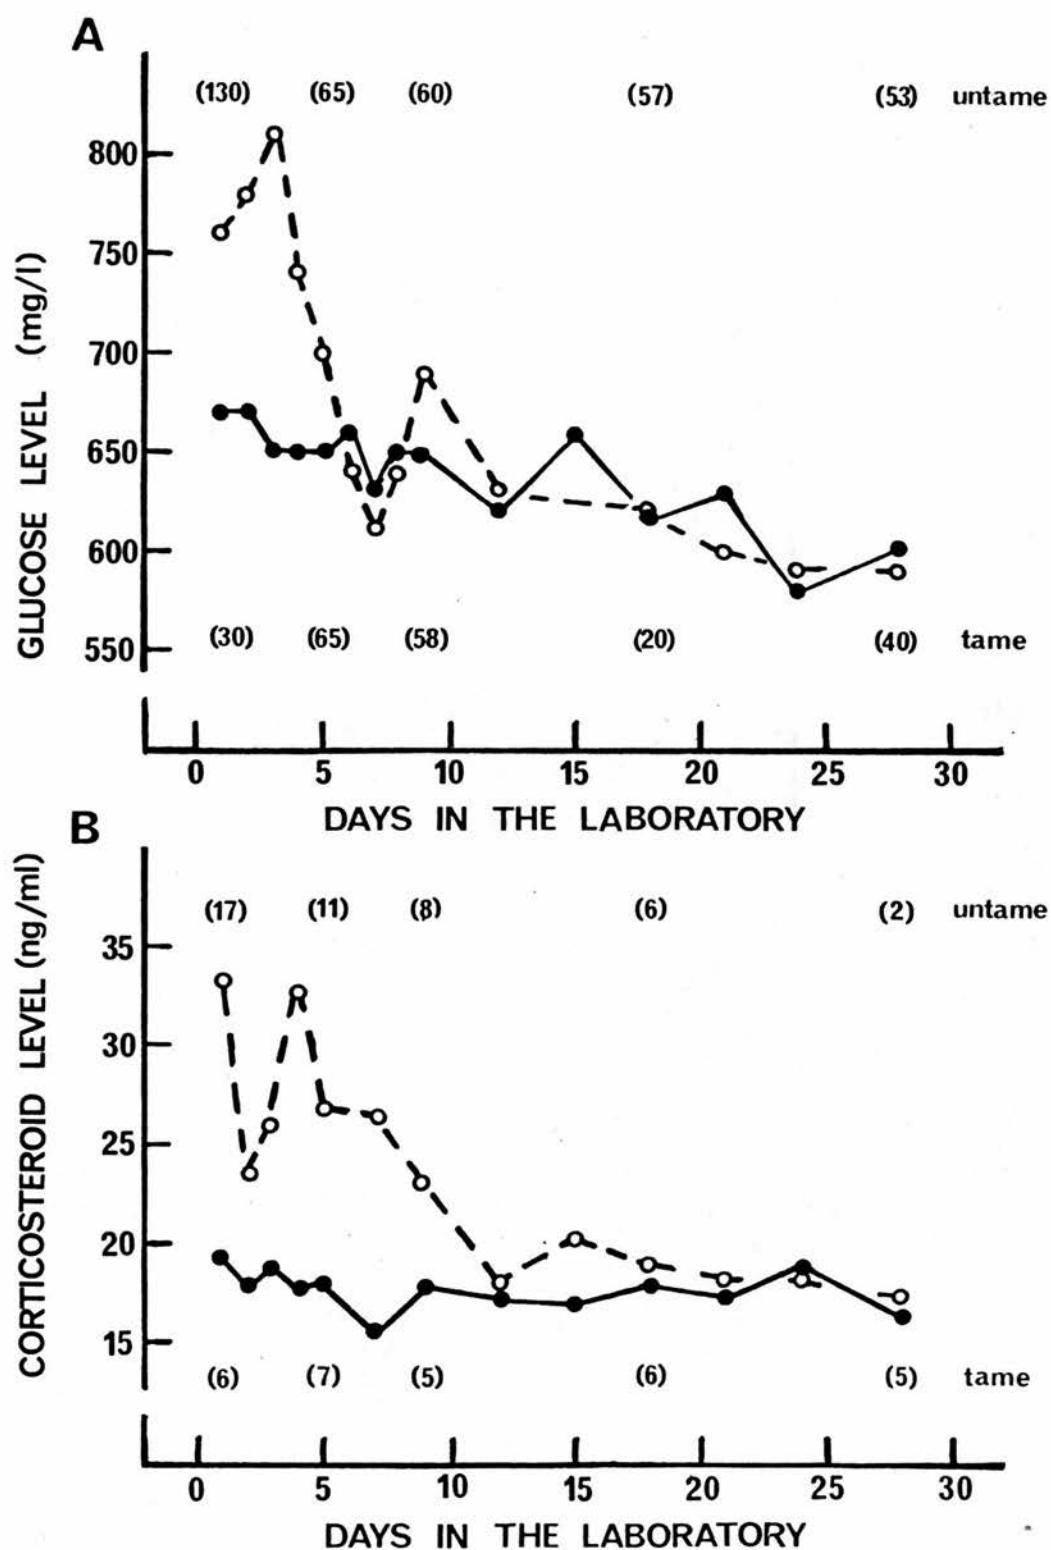 A
(130) (65) (60) (57) (53) untame
800
750
700
650
600
550
GLUCOSE LEVEL (mg/l)
(30) (65) (58) (20) (40) tame
0 5 10 15 20 25 30
DAYS IN THE LABORATORY
B
(17) (11) (8) (6) (2) untame
35
30
25
20
15
CORTICOSTEROID LEVEL (ng/ml)
(6) (7) (5) (6) (5) tame
0 5 10 15 20 25 30
DAYS IN THE LABORATORY